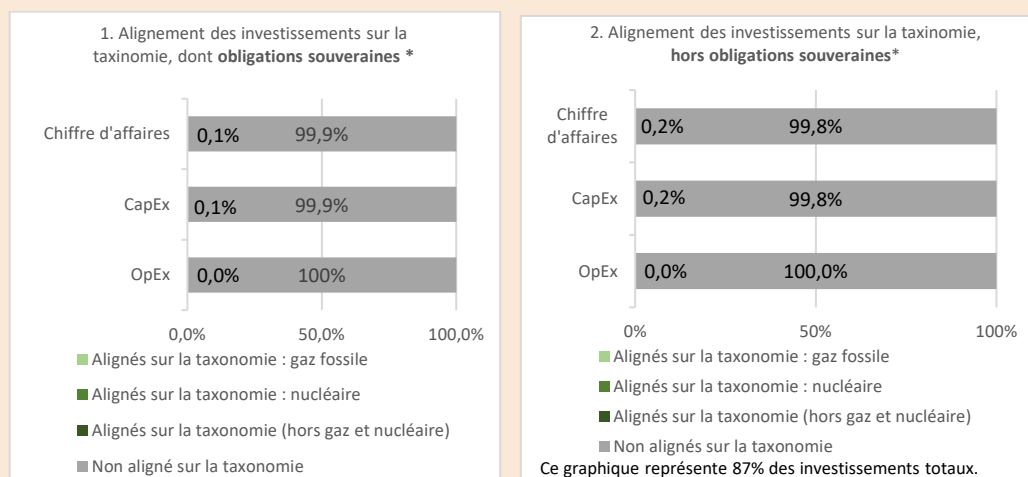 1. Alignement des investissements sur la
taxinomie, dont obligations souveraines *
Chiffre d'affaires
0,1%
99,9%
CapEx
0,1%
99,9%
OpEx
0,0%
100%
0,0%
50,0%
100,0%
Alignés sur la taxonomie : gaz fossile
Alignés sur la taxonomie : nucléaire
Alignés sur la taxonomie (hors gaz et nucléaire)
Non aligné sur la taxonomie
2. Alignement des investissements sur la taxinomie,
hors obligations souveraines*
Chiffre
d'affaires
0,2%
99,8%
CapEx
0,2%
99,8%
OpEx
0,0%
100,0%
0%
50%
100%
Alignés sur la taxonomie : gaz fossile
Alignés sur la taxonomie : nucléaire
Alignés sur la taxonomie (hors gaz et nucléaire)
Non alignés sur la taxonomie
Ce graphique représente 87% des investissements totaux.